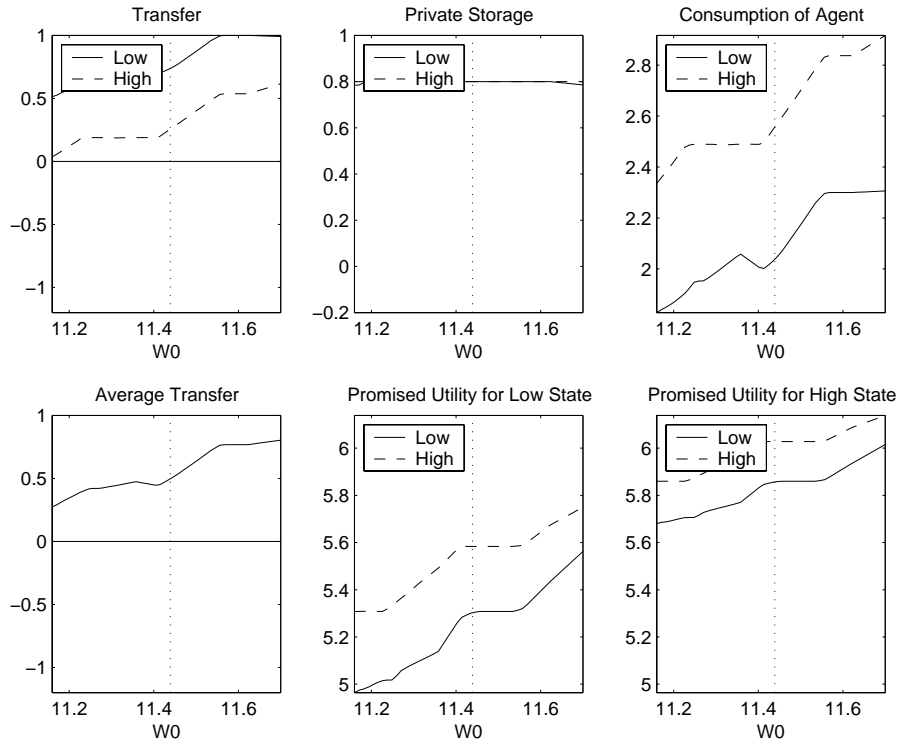 Transfer
Private Storage
Consumption of Agent
1
0.5
0
−0.5
−1
Low
High
11.2
11.4
11.6
W0
1
0.8
0.6
0.4
0.2
0
−0.2
Low
High
11.2
11.4
11.6
W0
2.8
2.6
2.4
2.2
2
Low
High
11.2
11.4
11.6
W0
Average Transfer
Promised Utility for Low State
Promised Utility for High State
1
0.5
0
−0.5
−1
11.2
11.4
11.6
W0
6
5.8
5.6
5.4
5.2
5
Low
High
11.2
11.4
11.6
W0
6
5.8
5.6
5.4
5.2
5
Low
High
11.2
11.4
11.6
W0